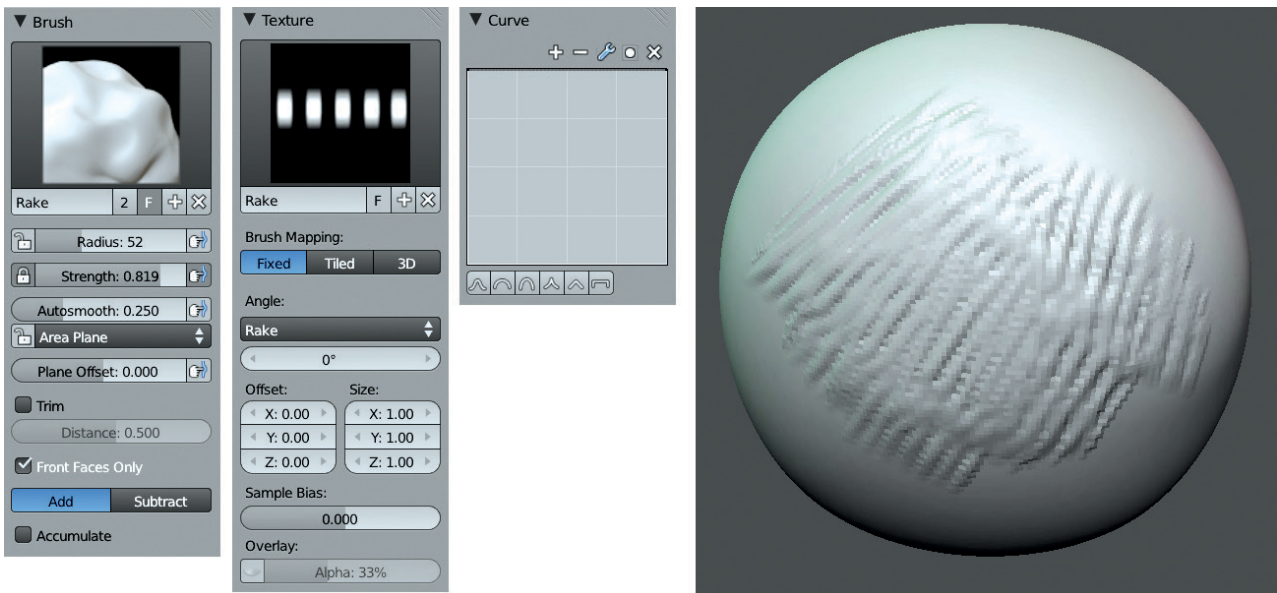 Brush
Rake 2 F
Radius: 52
Strength: 0.819
Autosmooth: 0.250
Area Plane
Plane Offset: 0.000
Trim
Distance: 0.500
Front Faces Only
Add Subtract
Accumulate
Texture
Rake F
Brush Mapping:
Fixed Tiled 3D
Angle:
Rake
0°
Offset: Size:
X: 0.00 X: 1.00
Y: 0.00 Y: 1.00
Z: 0.00 Z: 1.00
Sample Bias:
0.000
Overlay:
Alpha: 33%
Curve